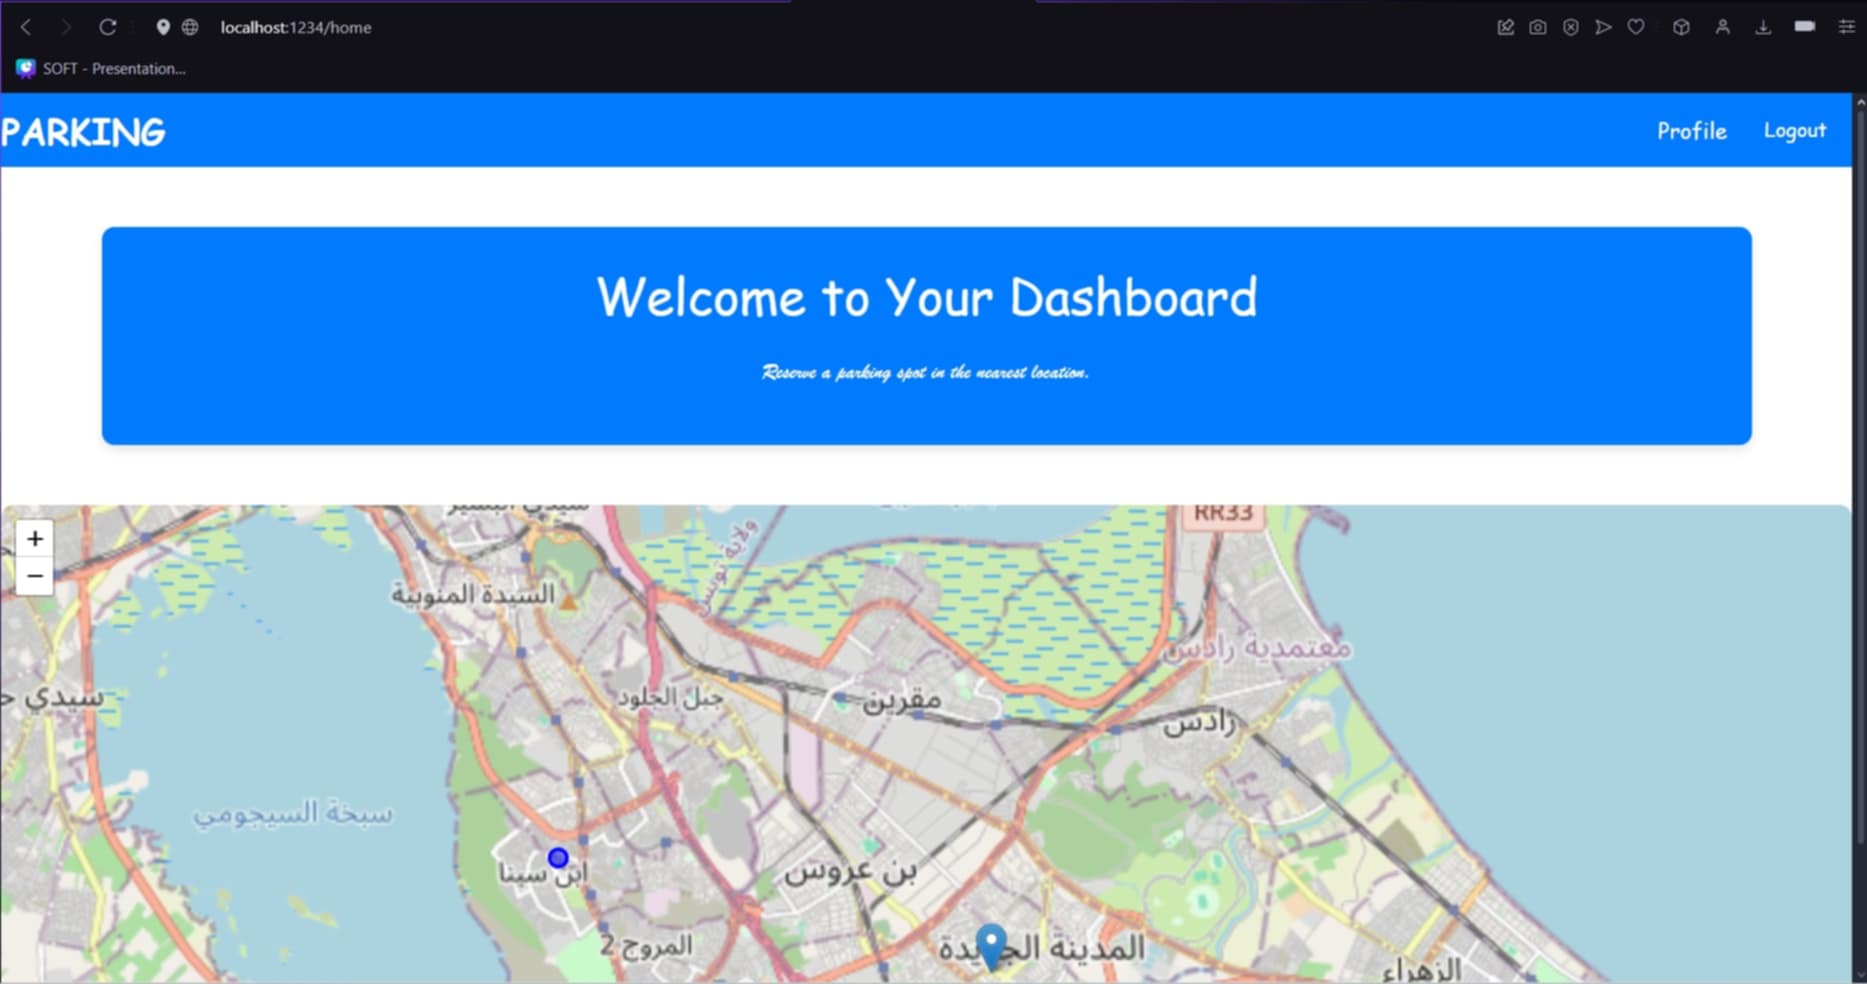 localhost:1234/home
SOFT - Presentation...
PARKING
Profile
Logout
Welcome to Your Dashboard
Reserve a parking spot in the nearest location.
+
−
RR33
ولاية تونس
السيدة المنوبية
معتمدية رادس
سيدي ح
جبل الجلود
مقرين
رادس
سبخة السيجومي
ابن سينا
بن عروس
المروج 2
المدينة الجديدة
الزهراء